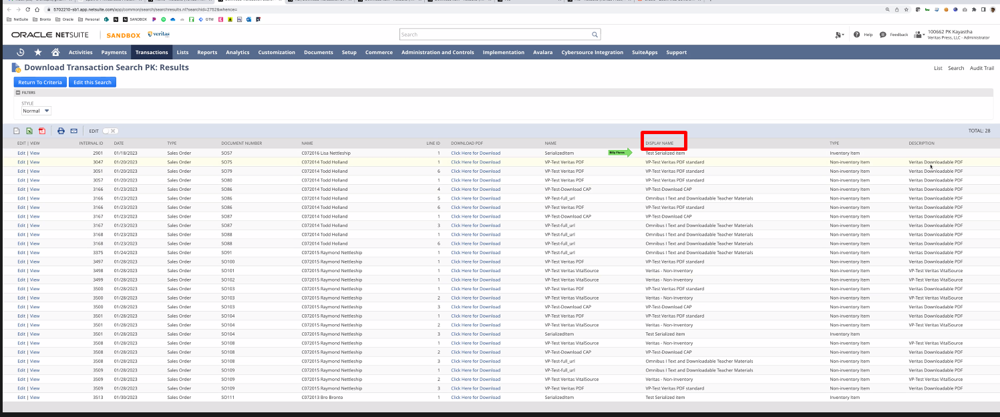 5702210-sb1.app.netsuite.com/app/common/search/searchresults.nl?searchid=2762&whence=
NetSuite Bronto Oracle Personal SANDBOX GTM
ORACLE NETSUITE SANDBOX veritas Search Help Feedback 100662 PK Kayastha
Veritas Press, LLC - Administrator
Activities Payments Transactions Lists Reports Analytics Customization Documents Setup Commerce Administration and Controls Implementation Avalara Cybersource Integration SuiteApps Support
Download Transaction Search PK: Results List Search Audit Trail
Return To Criteria Edit this Search
FILTERS
STYLE
Normal
EDIT TOTAL: 28
EDIT | VIEW INTERNAL ID DATE TYPE DOCUMENT NUMBER NAME LINE ID DOWNLOAD PDF NAME DISPLAY NAME TYPE DESCRIPTION
Edit | View 2901 01/18/2023 Sales Order SO57 C072016 Lisa Nettleship 1 Click Here for Download SerializedItem Billy Flores Test Serialized item Inventory Item
Edit | View 3047 01/20/2023 Sales Order SO75 C072014 Todd Holland 1 Click Here for Download VP-Test Veritas PDF VP-Test Veritas PDF standard Non-inventory Item Veritas Downloadable PDF
Edit | View 3051 01/20/2023 Sales Order SO79 C072014 Todd Holland 6 Click Here for Download VP-Test Veritas PDF VP-Test Veritas PDF standard Non-inventory Item Veritas Downloadable PDF
Edit | View 3057 01/20/2023 Sales Order SO80 C072014 Todd Holland 1 Click Here for Download VP-Test Veritas PDF VP-Test Veritas PDF standard Non-inventory Item Veritas Downloadable PDF
Edit | View 3166 01/23/2023 Sales Order SO86 C072014 Todd Holland 4 Click Here for Download VP-Test-Download CAP VP-Test-Download CAP Non-inventory Item Veritas Downloadable PDF
Edit | View 3166 01/23/2023 Sales Order SO86 C072014 Todd Holland 5 Click Here for Download VP-Test-full_url Omnibus I Text and Downloadable Teacher Materials Non-inventory Item Veritas Downloadable PDF
Edit | View 3166 01/23/2023 Sales Order SO86 C072014 Todd Holland 6 Click Here for Download VP-Test Veritas PDF VP-Test Veritas PDF standard Non-inventory Item Veritas Downloadable PDF
Edit | View 3167 01/23/2023 Sales Order SO87 C072014 Todd Holland 1 Click Here for Download VP-Test-Download CAP VP-Test-Download CAP Non-inventory Item Veritas Downloadable PDF
Edit | View 3167 01/23/2023 Sales Order SO87 C072014 Todd Holland 3 Click Here for Download VP-Test-full_url Omnibus I Text and Downloadable Teacher Materials Non-inventory Item Veritas Downloadable PDF
Edit | View 3168 01/23/2023 Sales Order SO88 C072014 Todd Holland 1 Click Here for Download VP-Test-full_url Omnibus I Text and Downloadable Teacher Materials Non-inventory Item Veritas Downloadable PDF
Edit | View 3168 01/23/2023 Sales Order SO88 C072014 Todd Holland 6 Click Here for Download VP-Test-full_url Omnibus I Text and Downloadable Teacher Materials Non-inventory Item Veritas Downloadable PDF
Edit | View 3375 01/24/2023 Sales Order SO91 C072015 Raymond Nettleship 1 Click Here for Download VP-Test-full_url Omnibus I Text and Downloadable Teacher Materials Non-inventory Item Veritas Downloadable PDF
Edit | View 3497 01/28/2023 Sales Order SO100 C072015 Raymond Nettleship 1 Click Here for Download VP-Test Veritas PDF VP-Test Veritas PDF standard Non-inventory Item Veritas Downloadable PDF
Edit | View 3498 01/28/2023 Sales Order SO101 C072015 Raymond Nettleship 1 Click Here for Download VP-Test Veritas VitalSource Veritas - Non-Inventory Non-inventory Item VP-Test Veritas VitalSource
Edit | View 3499 01/28/2023 Sales Order SO102 C072015 Raymond Nettleship 1 Click Here for Download VP-Test Veritas VitalSource Veritas - Non-Inventory Non-inventory Item VP-Test Veritas VitalSource
Edit | View 3500 01/28/2023 Sales Order SO103 C072015 Raymond Nettleship 1 Click Here for Download VP-Test Veritas PDF VP-Test Veritas PDF standard Non-inventory Item Veritas Downloadable PDF
Edit | View 3500 01/28/2023 Sales Order SO103 C072015 Raymond Nettleship 2 Click Here for Download VP-Test Veritas VitalSource Veritas - Non-Inventory Non-inventory Item VP-Test Veritas VitalSource
Edit | View 3500 01/28/2023 Sales Order SO103 C072015 Raymond Nettleship 3 Click Here for Download VP-Test-Download CAP VP-Test-Download CAP Non-inventory Item Veritas Downloadable PDF
Edit | View 3501 01/28/2023 Sales Order SO104 C072015 Raymond Nettleship 1 Click Here for Download VP-Test Veritas PDF VP-Test Veritas PDF standard Non-inventory Item Veritas Downloadable PDF
Edit | View 3501 01/28/2023 Sales Order SO104 C072015 Raymond Nettleship 2 Click Here for Download VP-Test Veritas VitalSource Veritas - Non-Inventory Non-inventory Item VP-Test Veritas VitalSource
Edit | View 3501 01/28/2023 Sales Order SO104 C072015 Raymond Nettleship 3 Click Here for Download SerializedItem Test Serialized item Inventory Item
Edit | View 3508 01/28/2023 Sales Order SO108 C072015 Raymond Nettleship 1 Click Here for Download VP-Test Veritas VitalSource Veritas - Non-Inventory Non-inventory Item VP-Test Veritas VitalSource
Edit | View 3508 01/28/2023 Sales Order SO108 C072015 Raymond Nettleship 2 Click Here for Download VP-Test-Download CAP VP-Test-Download CAP Non-inventory Item Veritas Downloadable PDF
Edit | View 3508 01/28/2023 Sales Order SO108 C072015 Raymond Nettleship 3 Click Here for Download VP-Test-full_url Omnibus I Text and Downloadable Teacher Materials Non-inventory Item Veritas Downloadable PDF
Edit | View 3509 01/28/2023 Sales Order SO109 C072015 Raymond Nettleship 1 Click Here for Download VP-Test-full_url Omnibus I Text and Downloadable Teacher Materials Non-inventory Item Veritas Downloadable PDF
Edit | View 3509 01/28/2023 Sales Order SO109 C072015 Raymond Nettleship 2 Click Here for Download VP-Test Veritas VitalSource Veritas - Non-Inventory Non-inventory Item VP-Test Veritas VitalSource
Edit | View 3509 01/28/2023 Sales Order SO109 C072015 Raymond Nettleship 3 Click Here for Download VP-Test Veritas PDF VP-Test Veritas PDF standard Non-inventory Item Veritas Downloadable PDF
Edit | View 3513 01/30/2023 Sales Order SO111 C072013 Bro Bronto 1 Click Here for Download SerializedItem Test Serialized item Inventory Item